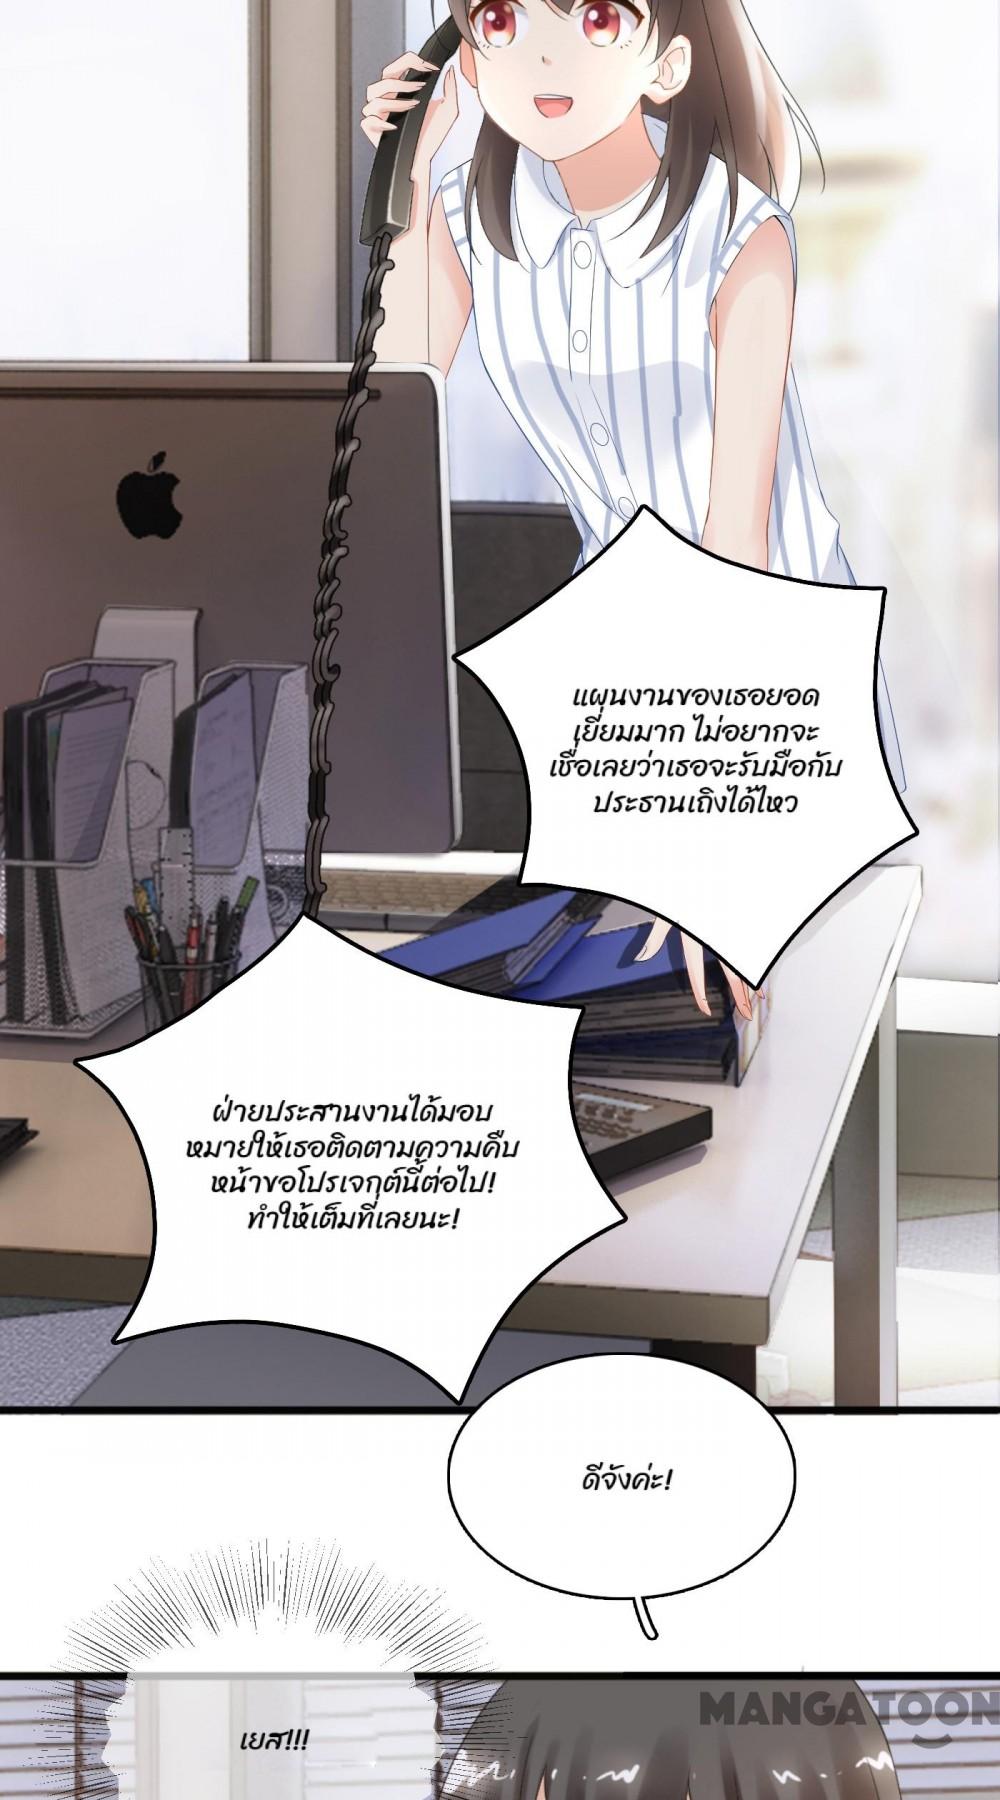 แผนงานของเธอยอด
เยี่ยมมาก ไม่อยากจะ
เชื่อเลยว่าเธอจะรับมือกับ
ประธานเถิงได้ไหว
ฝ่ายประสานงานได้มอบ
หมายให้เธอติดตามความคืบ
หน้าขอโปรเจกต์นี้ต่อไป!
ทำให้เต็มที่เลยนะ!
ดีจังค่ะ!
เยส!!!
MANGATOON